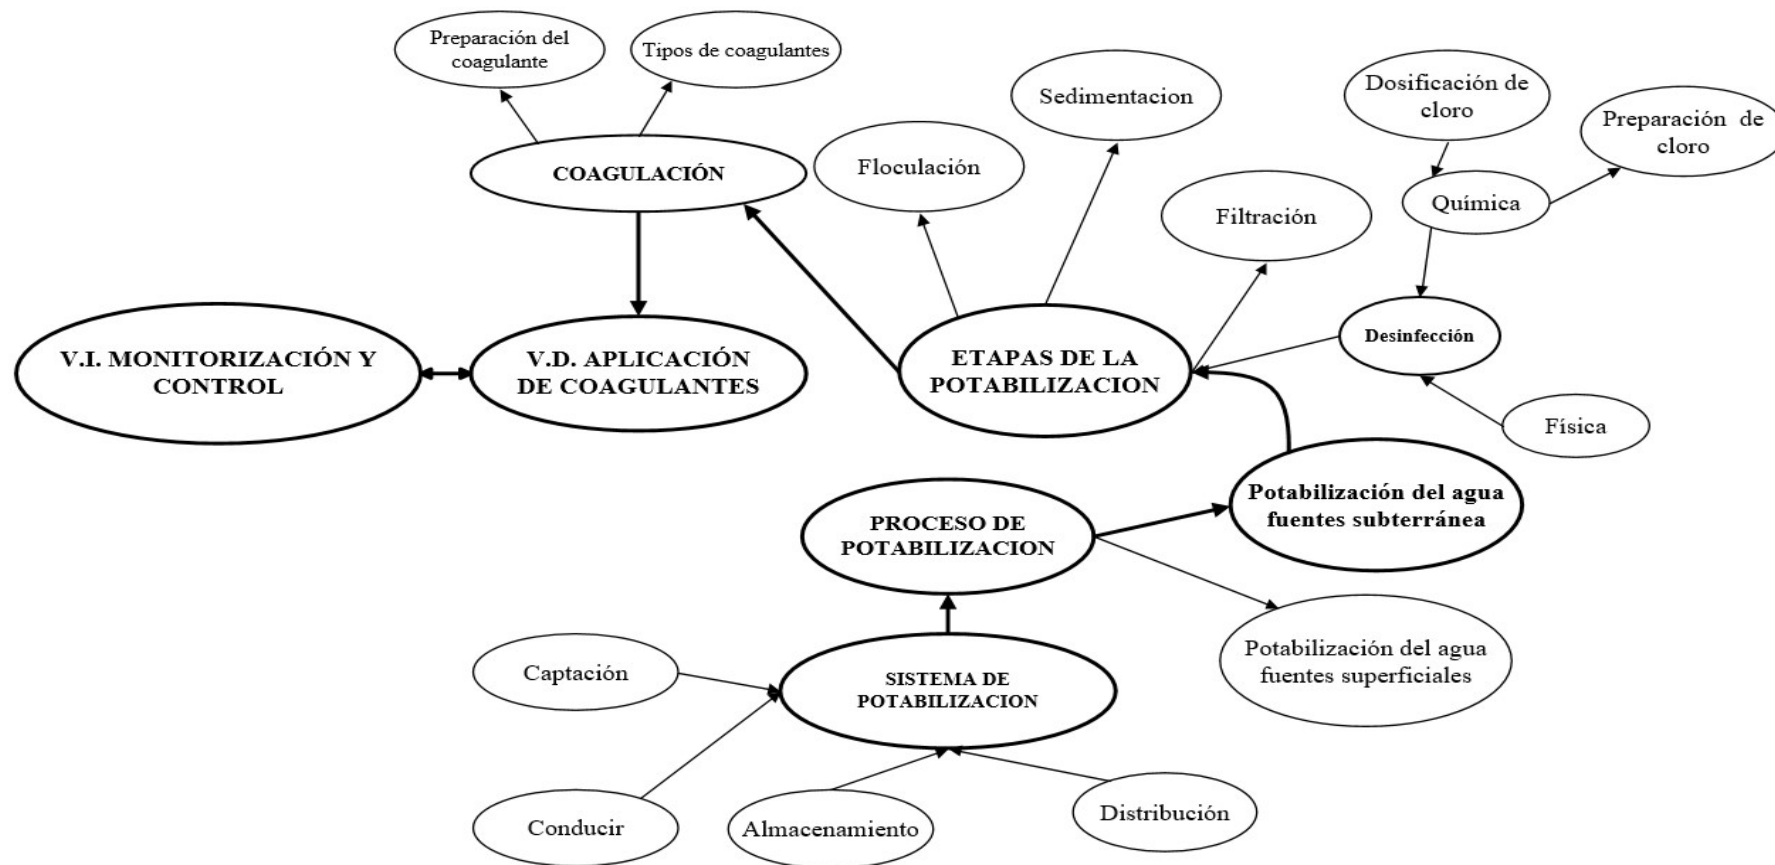 Preparación del
coagulante
Tipos de coagulantes
Sedimentacion
Dosificación de
cloro
Preparación de
cloro
COAGULACIÓN
Floculación
Química
Filtración
V.I. MONITORIZACIÓN Y
CONTROL
V.D. APLICACIÓN
DE COAGULANTES
ETAPAS DE LA
POTABILIZACION
Desinfección
Física
PROCESO DE
POTABILIZACION
Potabilización del agua
fuentes subterránea
Captación
SISTEMA DE
POTABILIZACION
Potabilización del agua
fuentes superficiales
Conducir
Almacenamiento
Distribución